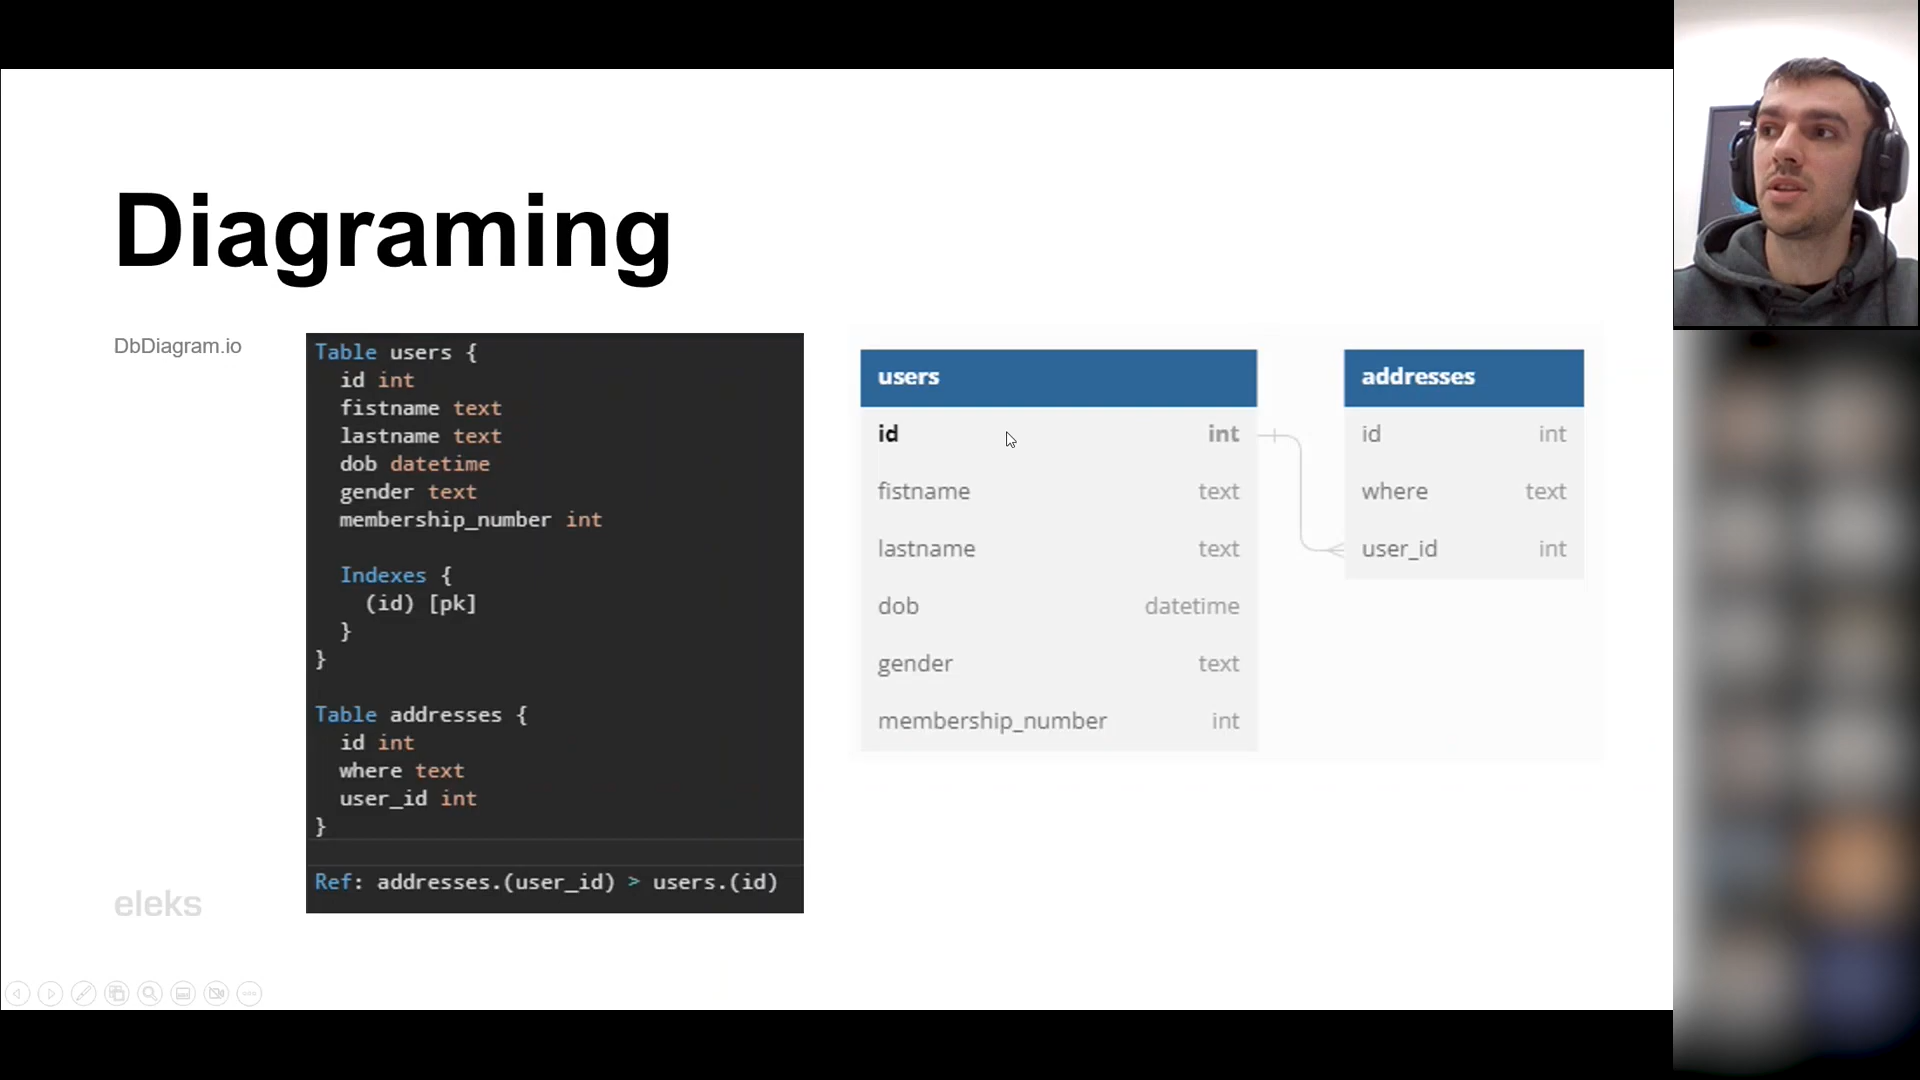 Diagraming
DbDiagram.io
Table users {
id int
fistname text
lastname text
dob datetime
gender text
membership_number int
Indexes {
(id) [pk]
}
}
Table addresses {
id int
where text
user_id int
}
Ref: addresses.(user_id) > users.(id)
users
id int
fistname text
lastname text
dob datetime
gender text
membership_number int
addresses
id int
where text
user_id int
eleks